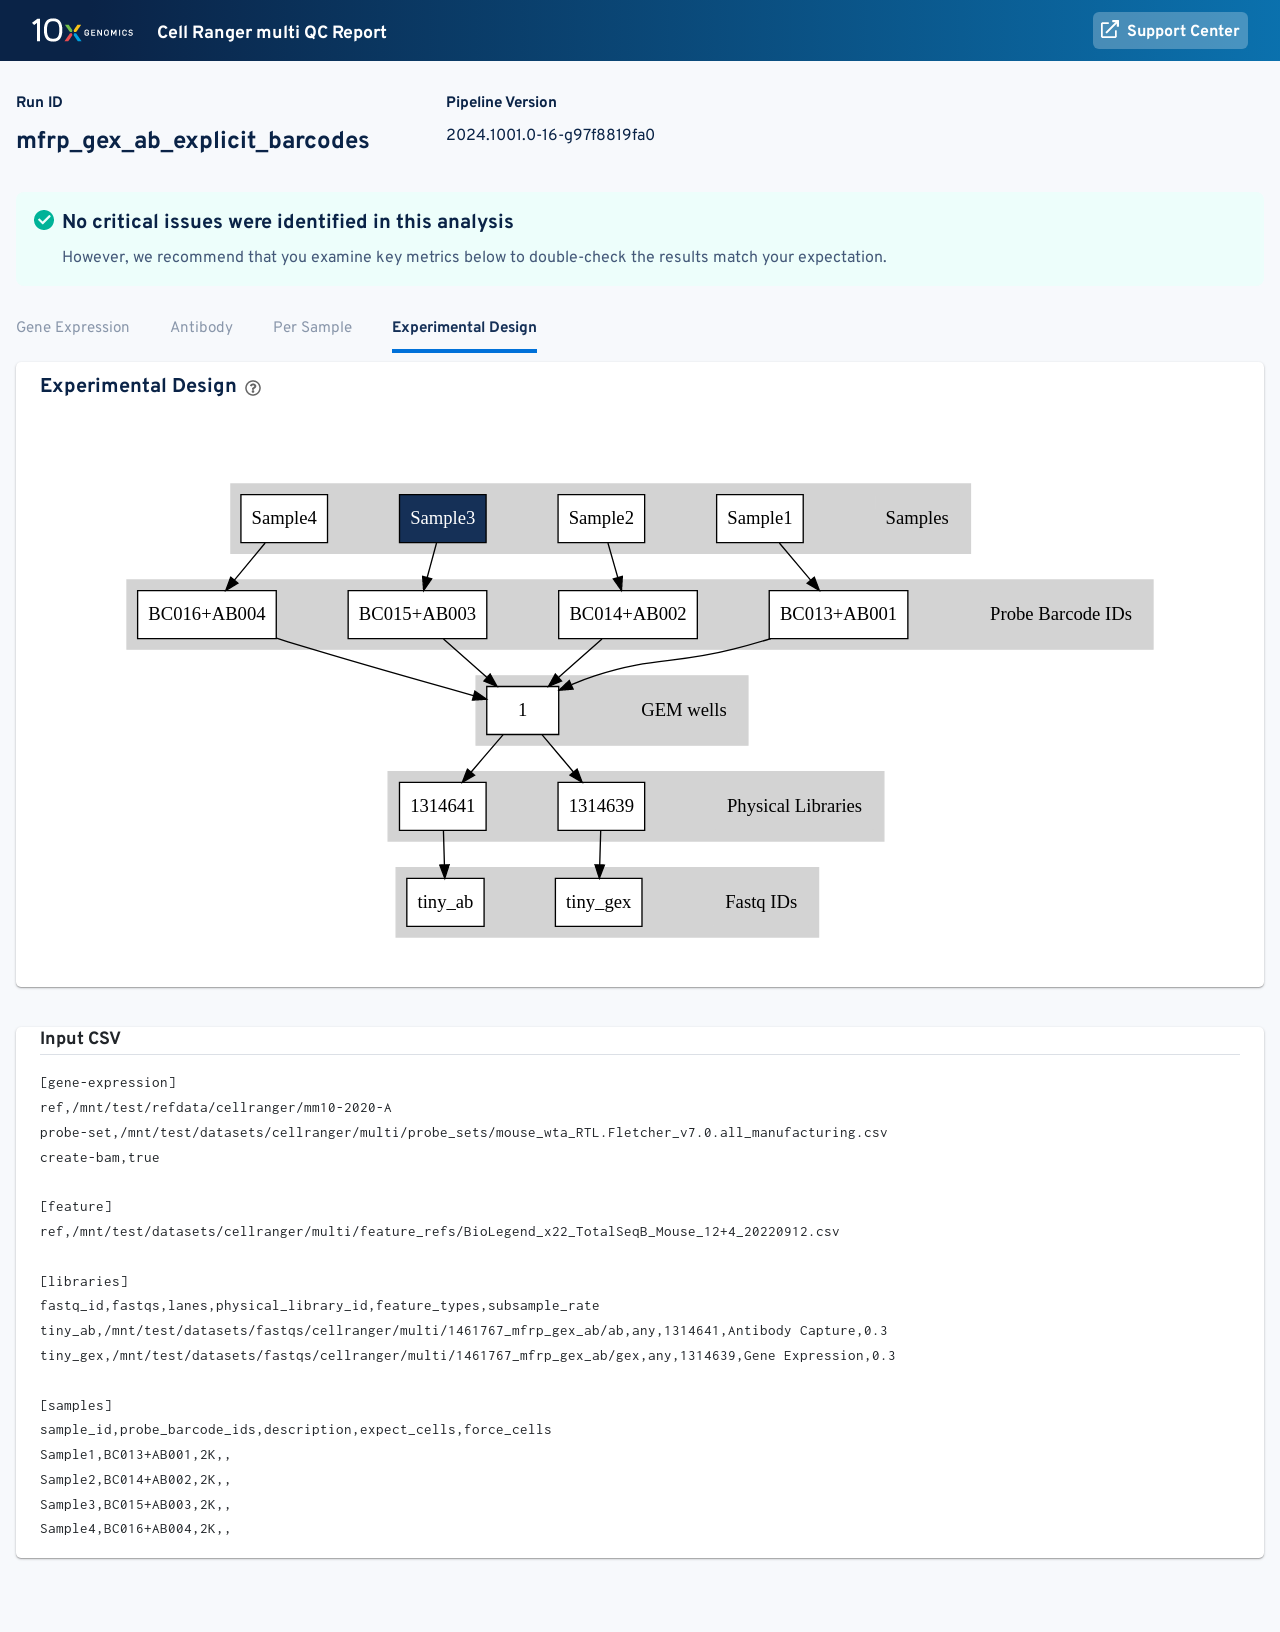 10x GENOMICS Cell Ranger multi QC Report Support Center
Run ID Pipeline Version
mfrp_gex_ab_explicit_barcodes 2024.1001.0-16-g97f8819fa0
No critical issues were identified in this analysis
However, we recommend that you examine key metrics below to double-check the results match your expectation.
Gene Expression Antibody Per Sample Experimental Design
Experimental Design ?
Sample4 Sample3 Sample2 Sample1 Samples
BC016+AB004 BC015+AB003 BC014+AB002 BC013+AB001 Probe Barcode IDs
1 GEM wells
1314641 1314639 Physical Libraries
tiny_ab tiny_gex Fastq IDs
Input CSV
[gene-expression]
ref,/mnt/test/refdata/cellranger/mm10-2020-A
probe-set,/mnt/test/datasets/cellranger/multi/probe_sets/mouse_wta_RTL.Fletcher_v7.0.all_manufacturing.csv
create-bam,true
[feature]
ref,/mnt/test/datasets/cellranger/multi/feature_refs/BioLegend_x22_TotalSeqB_Mouse_12+4_20220912.csv
[libraries]
fastq_id,fastqs,lanes,physical_library_id,feature_types,subsample_rate
tiny_ab,/mnt/test/datasets/fastqs/cellranger/multi/1461767_mfrp_gex_ab/ab,any,1314641,Antibody Capture,0.3
tiny_gex,/mnt/test/datasets/fastqs/cellranger/multi/1461767_mfrp_gex_ab/gex,any,1314639,Gene Expression,0.3
[samples]
sample_id,probe_barcode_ids,description,expect_cells,force_cells
Sample1,BC013+AB001,2K,,
Sample2,BC014+AB002,2K,,
Sample3,BC015+AB003,2K,,
Sample4,BC016+AB004,2K,,